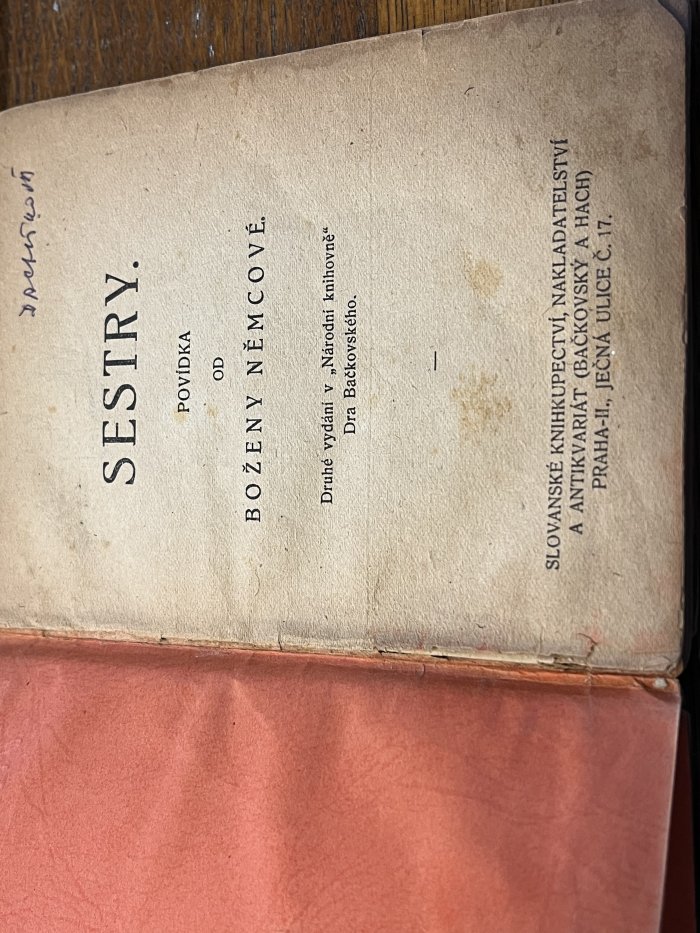 SESTRY.
POVÍDKA
OD
BOŽENY NĚMCOVÉ.
Druhé vydání v „Národní knihovně“
Dra Bačkovského.
SLOVANSKÉ KNIHKUPECTVÍ, NAKLADATELSTVÍ
A ANTIKVARIÁT (BAČKOVSKÝ A HACH)
PRAHA-II., JEČNÁ ULICE Č. 17.